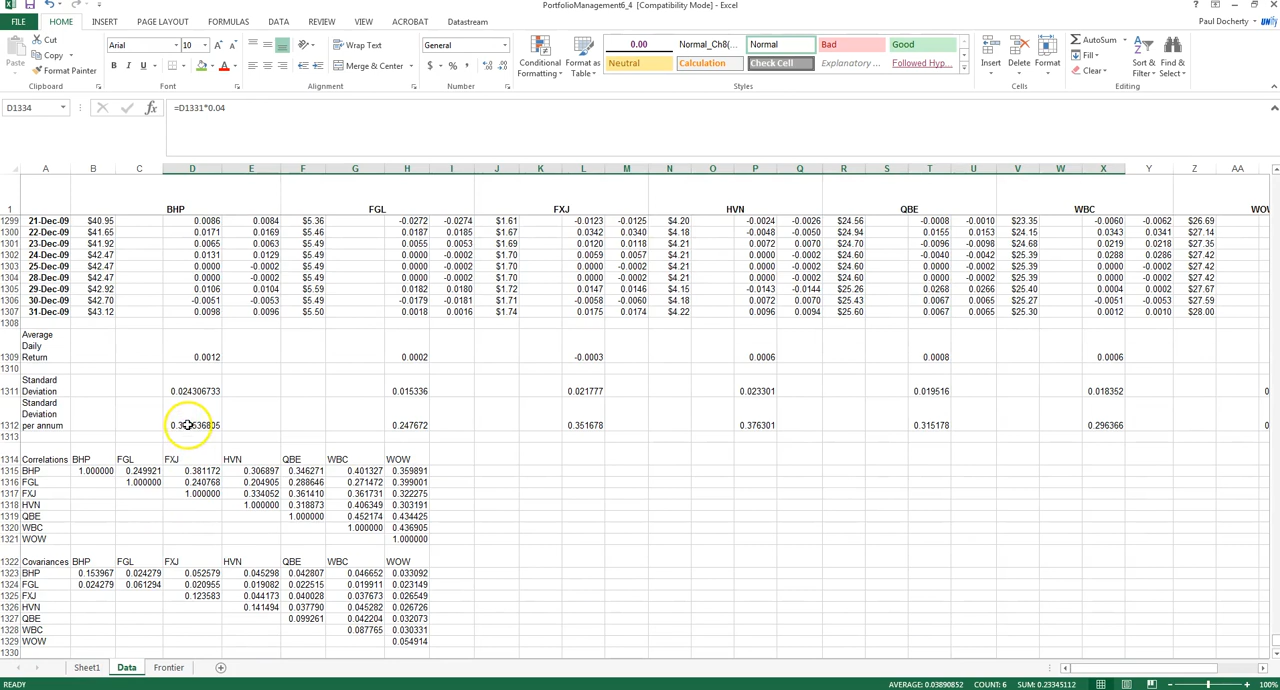 PortfolioManagement6_4 [Compatibility Mode] - Excel
FILE HOME INSERT PAGE LAYOUT FORMULAS DATA REVIEW VIEW ACROBAT Datastream Paul Docherty
Cut Copy Format Painter Paste Clipboard
Arial 10 Font
Wrap Text Merge & Center Alignment
General Number
Conditional Formatting Format as Table
0.00 Normal_Ch8(... Normal Bad Good
Neutral Calculation Check Cell Explanatory ... Followed Hyp...
Styles
Insert Delete Format Cells
AutoSum Fill Clear Sort & Filter Find & Select Editing
D1334 =D1331*0.04
A B C D E F G H I J K L M N O P Q R S T U V W X Y Z AA
1 BHP FGL FXJ HVN QBE WBC
1299 21-Dec-09 $40.95 0.0086 0.0084 $5.36 -0.0272 -0.0274 $1.61 -0.0123 -0.0125 $4.20 -0.0024 -0.0026 $24.56 -0.0008 -0.0010 $23.35 -0.0060 -0.0062 $26.69
1300 22-Dec-09 $41.65 0.0171 0.0169 $5.46 0.0187 0.0185 $1.67 0.0342 0.0340 $4.18 -0.0048 -0.0050 $24.94 0.0155 0.0153 $24.15 0.0343 0.0341 $27.14
1301 23-Dec-09 $41.92 0.0065 0.0063 $5.49 0.0055 0.0053 $1.69 0.0120 0.0118 $4.21 0.0072 0.0070 $24.70 -0.0096 -0.0098 $24.68 0.0219 0.0218 $27.35
1302 24-Dec-09 $42.47 0.0131 0.0129 $5.49 0.0000 -0.0002 $1.70 0.0059 0.0057 $4.21 0.0000 -0.0002 $24.60 -0.0040 -0.0042 $25.39 0.0288 0.0286 $27.42
1303 25-Dec-09 $42.47 0.0000 -0.0002 $5.49 0.0000 -0.0002 $1.70 0.0000 -0.0002 $4.21 0.0000 -0.0002 $24.60 0.0000 -0.0002 $25.39 0.0000 -0.0002 $27.42
1304 28-Dec-09 $42.47 0.0000 -0.0002 $5.49 0.0000 -0.0002 $1.70 0.0000 -0.0002 $4.21 0.0000 -0.0002 $24.60 0.0000 -0.0002 $25.39 0.0000 -0.0002 $27.42
1305 29-Dec-09 $42.92 0.0106 0.0104 $5.59 0.0182 0.0180 $1.72 0.0147 0.0146 $4.15 -0.0143 -0.0144 $25.26 0.0268 0.0266 $25.40 0.0004 0.0002 $27.67
1306 30-Dec-09 $42.70 -0.0051 -0.0053 $5.49 -0.0179 -0.0181 $1.71 -0.0058 -0.0060 $4.18 0.0072 0.0070 $25.43 0.0067 0.0065 $25.27 -0.0051 -0.0053 $27.59
1307 31-Dec-09 $43.12 0.0098 0.0096 $5.50 0.0018 0.0016 $1.74 0.0175 0.0174 $4.22 0.0096 0.0094 $25.60 0.0067 0.0065 $25.30 0.0012 0.0010 $28.00
1308
Average
Daily
1309 Return 0.0012 0.0002 -0.0003 0.0006 0.0008 0.0006
1310
Standard
1311 Deviation 0.024306733 0.015336 0.021777 0.023301 0.019516 0.018352
Standard
Deviation
1312 per annum 0.247672 0.351678 0.376301 0.315178 0.296366
1313
1314 Correlations BHP FGL FXJ HVN QBE WBC WOW
1315 BHP 1.000000 0.249921 0.381172 0.306897 0.346271 0.401327 0.359891
1316 FGL 1.000000 0.240768 0.204905 0.288646 0.271472 0.399001
1317 FXJ 1.000000 0.334052 0.361410 0.361731 0.322275
1318 HVN 1.000000 0.318873 0.406349 0.303191
1319 QBE 1.000000 0.452174 0.434425
1320 WBC 1.000000 0.436905
1321 WOW 1.000000
1322 Covariances BHP FGL FXJ HVN QBE WBC WOW
1323 BHP 0.153967 0.024279 0.052579 0.045298 0.042807 0.046652 0.033092
1324 FGL 0.024279 0.061294 0.020955 0.019082 0.022515 0.019911 0.023149
1325 FXJ 0.123583 0.044173 0.040028 0.037673 0.026549
1326 HVN 0.141494 0.037790 0.045282 0.026726
1327 QBE 0.099261 0.042204 0.027063
1328 WBC 0.087765 0.030331
1329 WOW 0.054914
1330
Sheet1 Data Frontier
READY AVERAGE: 0.03890852 COUNT: 6 SUM: 0.23345112 100%